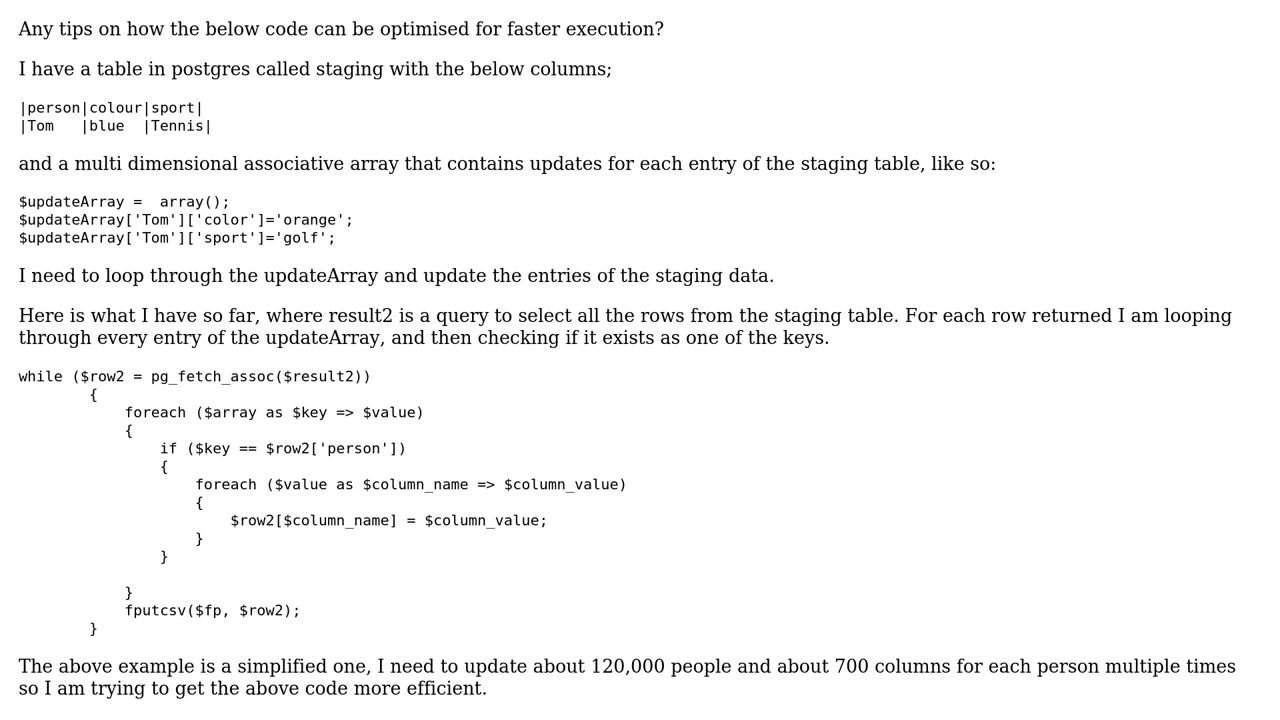 Any tips on how the below code can be optimised for faster execution?
I have a table in postgres called staging with the below columns;
|person|colour|sport|
|Tom   |blue  |Tennis|
and a multi dimensional associative array that contains updates for each entry of the staging table, like so:
$updateArray =  array();
$updateArray['Tom']['color']='orange';
$updateArray['Tom']['sport']='golf';
I need to loop through the updateArray and update the entries of the staging data.
Here is what I have so far, where result2 is a query to select all the rows from the staging table. For each row returned I am looping
through every entry of the updateArray, and then checking if it exists as one of the keys.
while ($row2 = pg_fetch_assoc($result2))
        {
            foreach ($array as $key => $value)
            {
                if ($key == $row2['person'])
                {
                    foreach ($value as $column_name => $column_value)
                    {
                        $row2[$column_name] = $column_value;
                    }
                }
            }
            fputcsv($fp, $row2);
        }
The above example is a simplified one, I need to update about 120,000 people and about 700 columns for each person multiple times
so I am trying to get the above code more efficient.